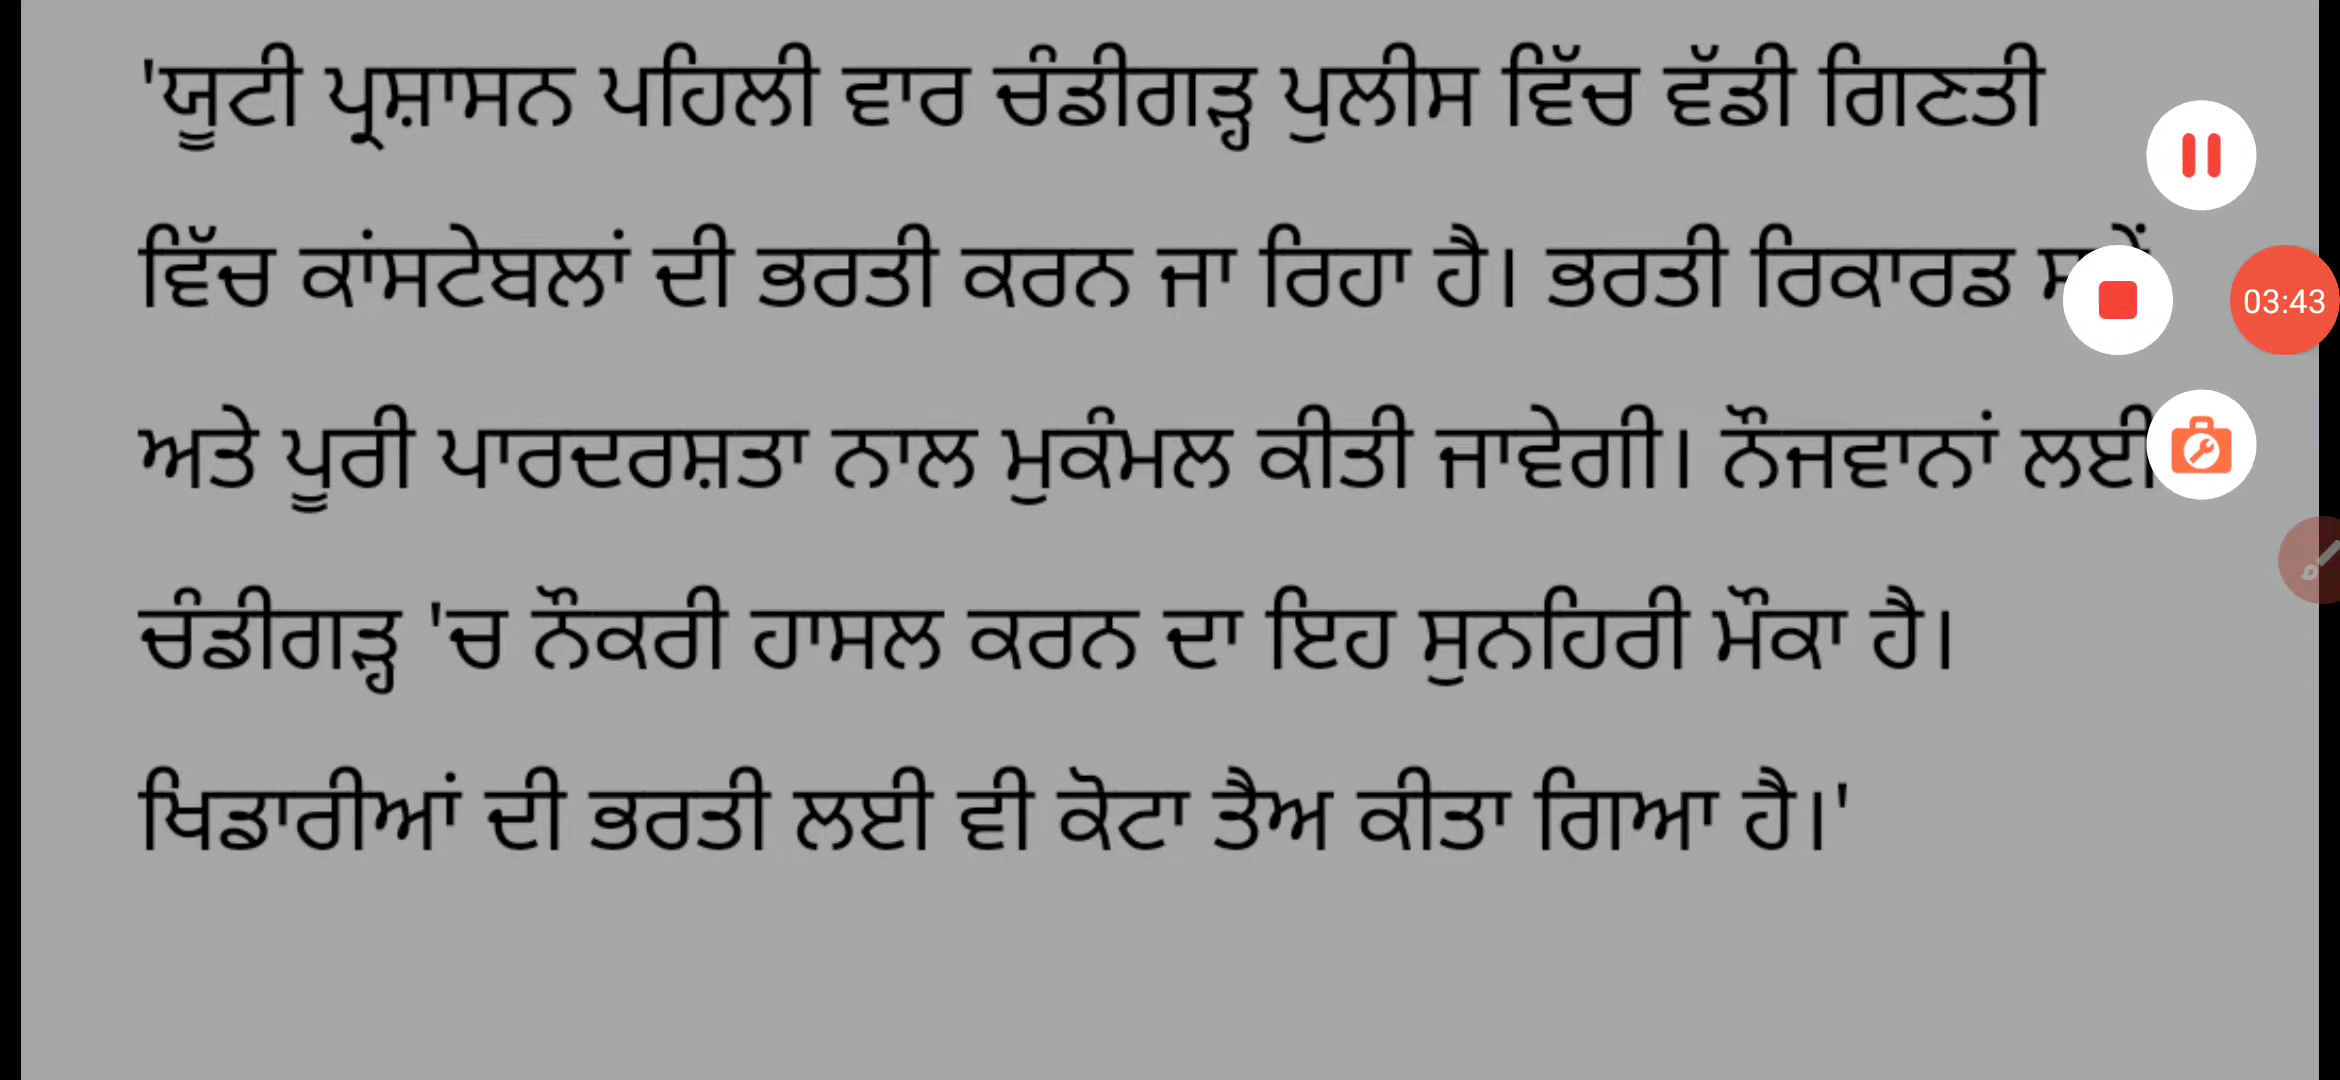 'ਯੂਟੀ ਪ੍ਰਸ਼ਾਸਨ ਪਹਿਲੀ ਵਾਰ ਚੰਡੀਗੜ੍ਹ ਪੁਲੀਸ ਵਿੱਚ ਵੱਡੀ ਗਿਣਤੀ
ਵਿੱਚ ਕਾਂਸਟੇਬਲਾਂ ਦੀ ਭਰਤੀ ਕਰਨ ਜਾ ਰਿਹਾ ਹੈ। ਭਰਤੀ ਰਿਕਾਰਡ
03:43
ਅਤੇ ਪੂਰੀ ਪਾਰਦਰਸ਼ਤਾ ਨਾਲ ਮੁਕੰਮਲ ਕੀਤੀ ਜਾਵੇਗੀ। ਨੌਜਵਾਨਾਂ ਲਈ
ਚੰਡੀਗੜ੍ਹ 'ਚ ਨੌਕਰੀ ਹਾਸਲ ਕਰਨ ਦਾ ਇਹ ਸੁਨਹਿਰੀ ਮੌਕਾ ਹੈ।
ਖਿਡਾਰੀਆਂ ਦੀ ਭਰਤੀ ਲਈ ਵੀ ਕੋਟਾ ਤੈਅ ਕੀਤਾ ਗਿਆ ਹੈ।'